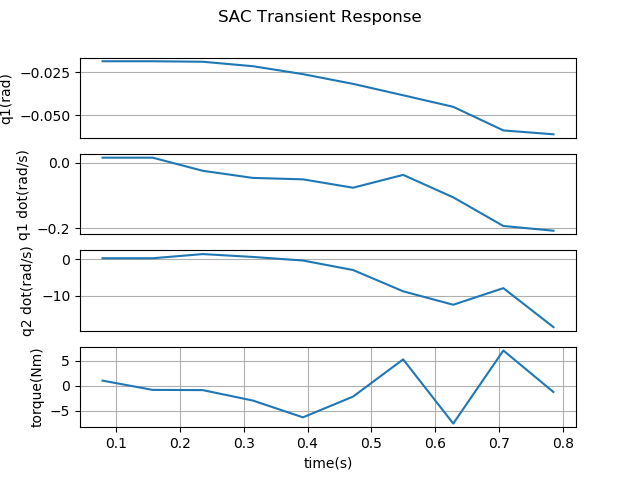 SAC Transient Response
q1(rad)
−0.025
−0.050
q1 dot(rad/s)
0.0
−0.2
q2 dot(rad/s)
0
−10
torque(Nm)
5
0
−5
0.1 0.2 0.3 0.4 0.5 0.6 0.7 0.8
time(s)